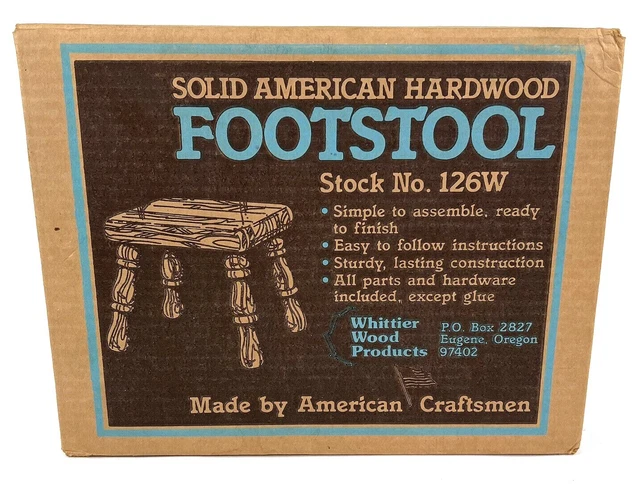 SOLID AMERICAN HARDWOOD
FOOTSTOOL
Stock No. 126W
• Simple to assemble, ready
to finish
• Easy to follow instructions
• Sturdy, lasting construction
• All parts and hardware
included, except glue
Whittier
Wood
Products
P.O. Box 2827
Eugene, Oregon
97402
Made by American Craftsmen